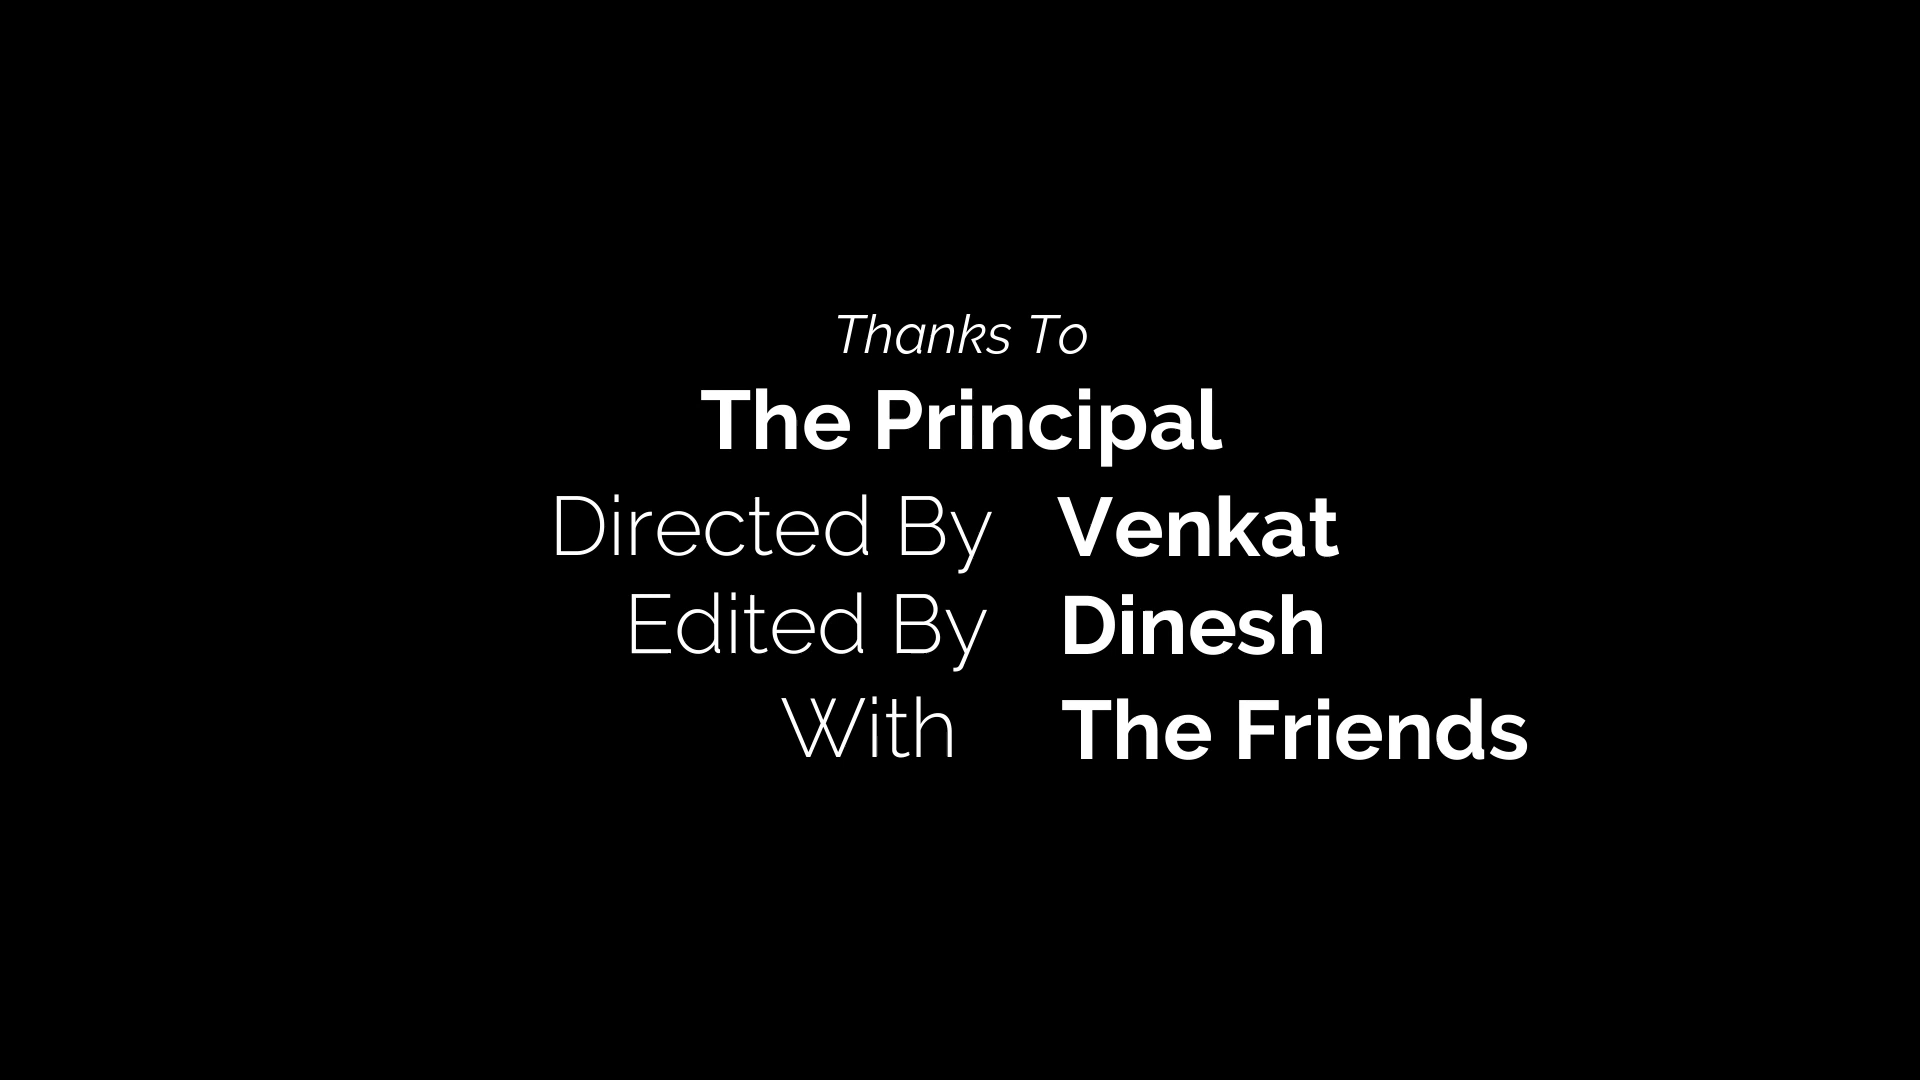 Thanks To
The Principal
Directed By Venkat
Edited By Dinesh
With The Friends